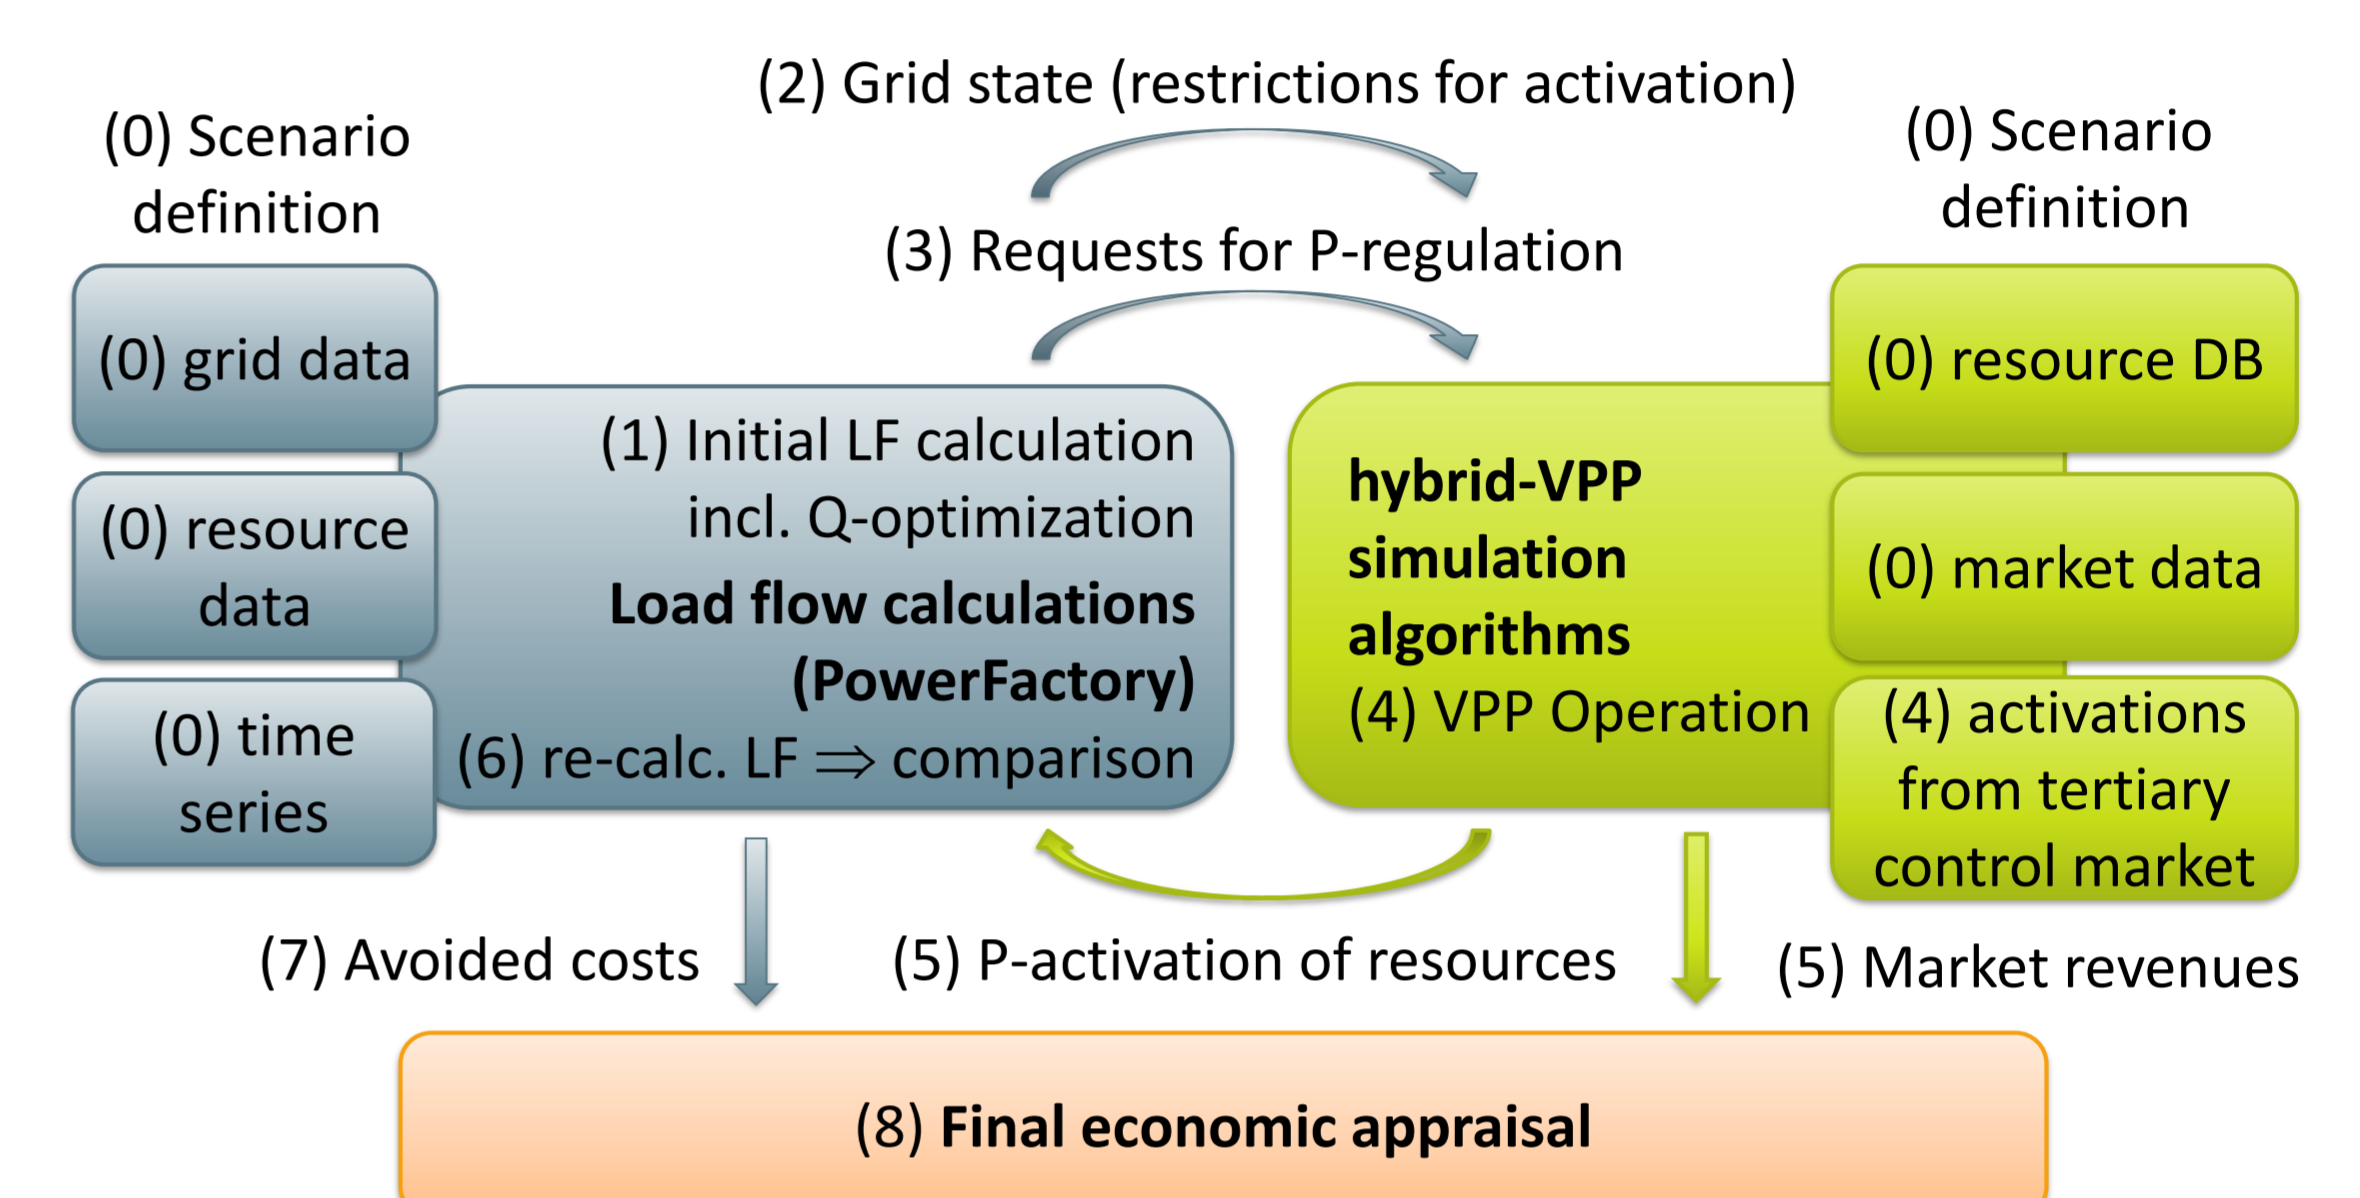 (2) Grid state (restrictions for activation)
(0) Scenario
definition
(0) Scenario
definition
(3) Requests for P-regulation
(0) grid data
(0) resource
data
(0) time
series
(1) Initial LF calculation
incl. Q-optimization
Load flow calculations
(PowerFactory)
(6) re-calc. LF ⇒ comparison
hybrid-VPP
simulation
algorithms
(4) VPP Operation
(0) resource DB
(0) market data
(4) activations
from tertiary
control market
(7) Avoided costs
(5) P-activation of resources
(5) Market revenues
(8) Final economic appraisal